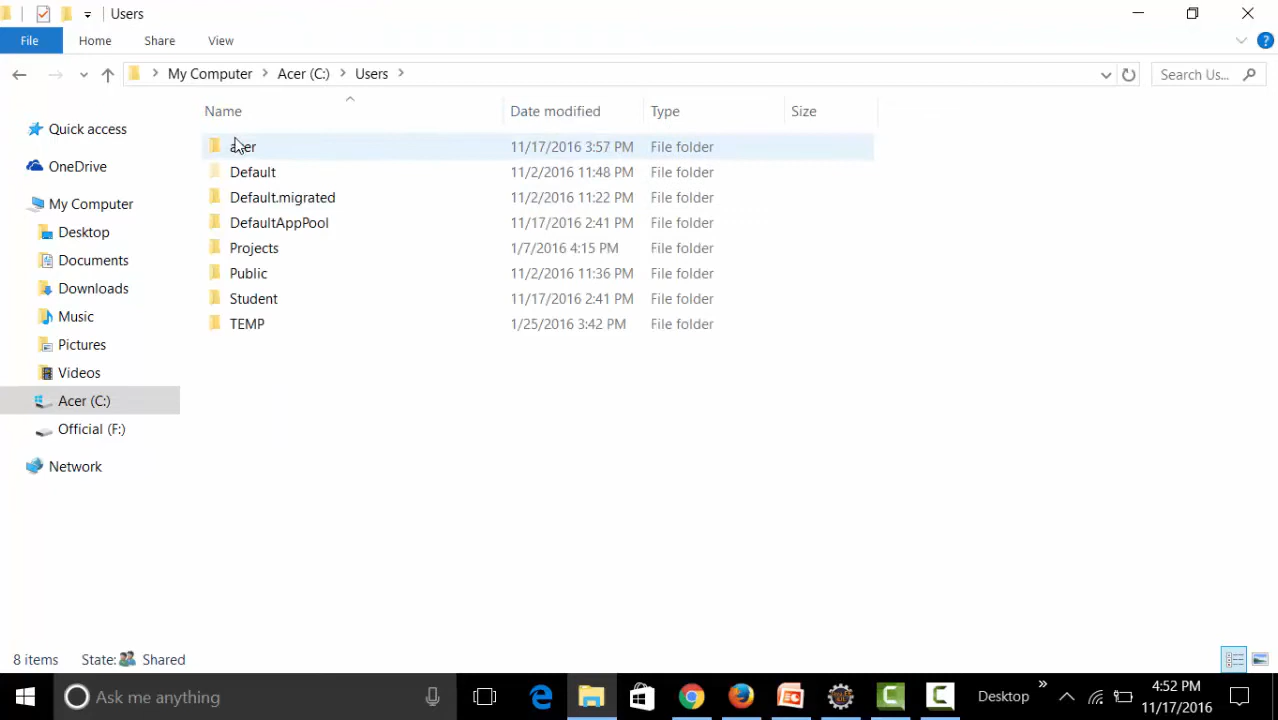 Users
File Home Share View
My Computer Acer (C:) Users Search Us...
Name Date modified Type Size
Quick access
OneDrive
My Computer
Desktop
Documents
Downloads
Music
Pictures
Videos
Acer (C:)
Official (F:)
Network
acer 11/17/2016 3:57 PM File folder
Default 11/2/2016 11:48 PM File folder
Default.migrated 11/2/2016 11:22 PM File folder
DefaultAppPool 11/17/2016 2:41 PM File folder
Projects 1/7/2016 4:15 PM File folder
Public 11/2/2016 11:36 PM File folder
Student 11/17/2016 2:41 PM File folder
TEMP 1/25/2016 3:42 PM File folder
8 items State: Shared
Ask me anything Desktop 4:52 PM
11/17/2016